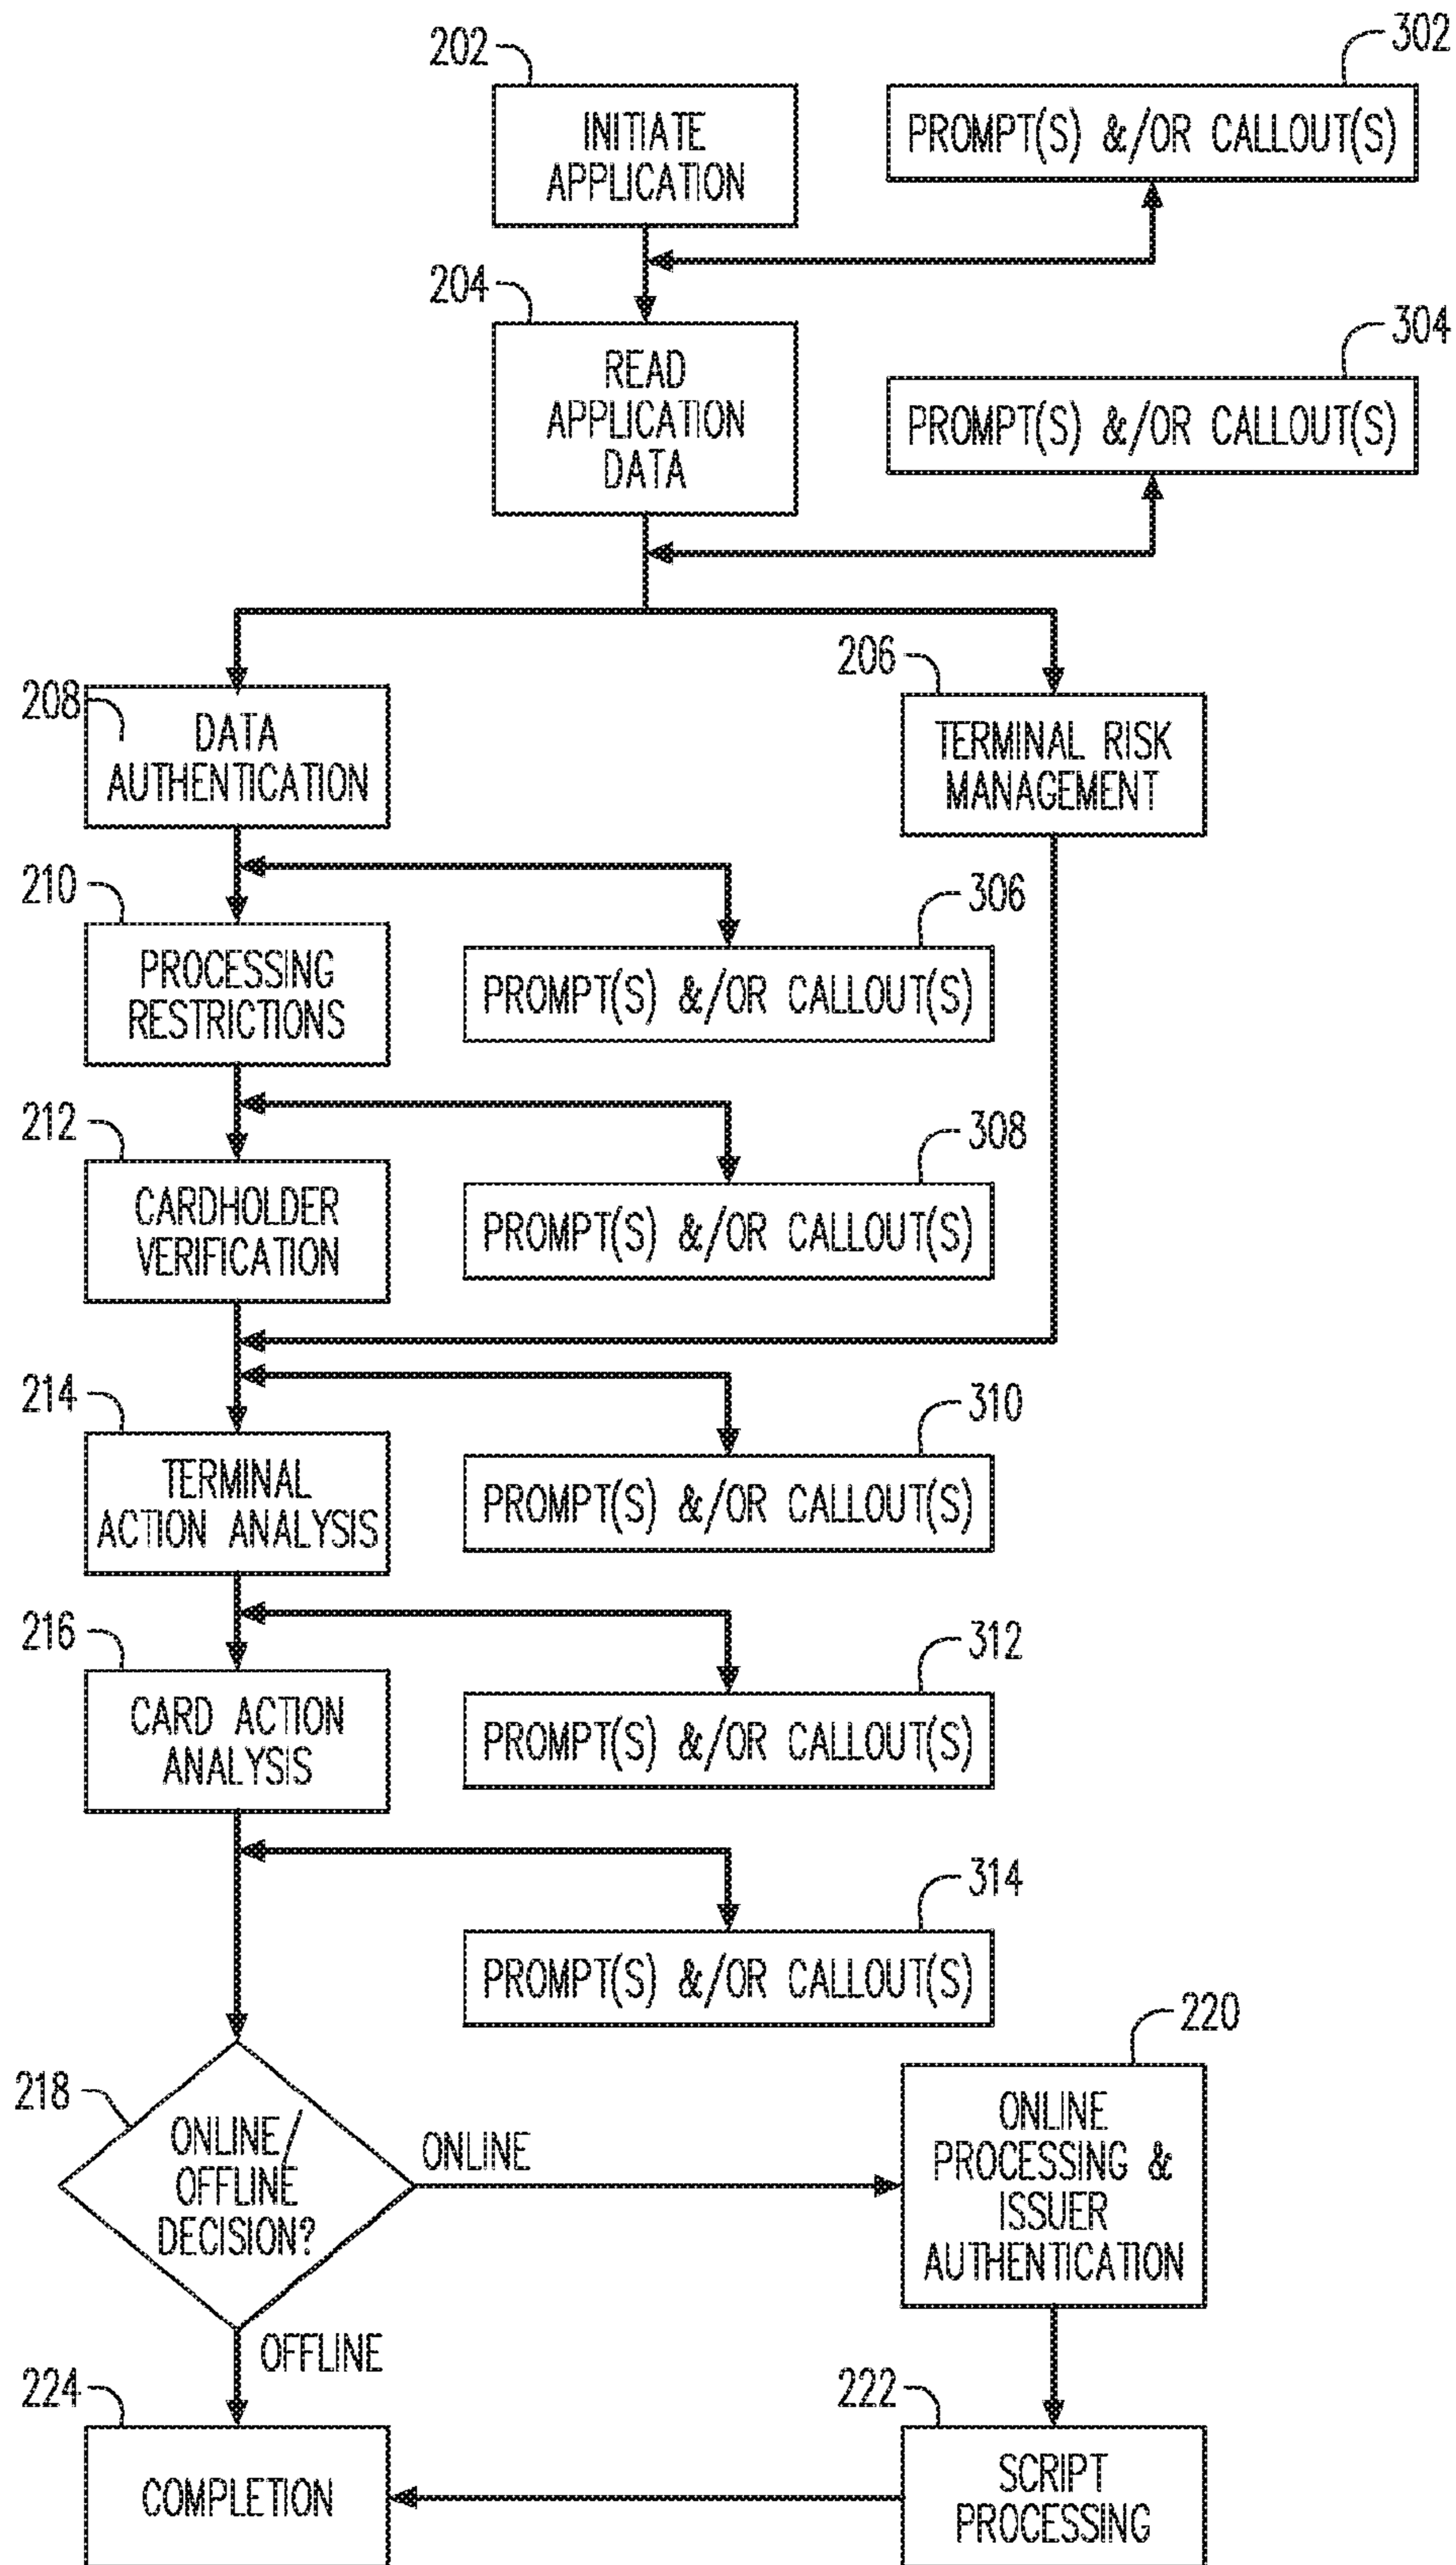 202
INITIATE
APPLICATION
302
PROMPT(S) &/OR CALLOUT(S)
204
READ
APPLICATION
DATA
304
PROMPT(S) &/OR CALLOUT(S)
208
DATA
AUTHENTICATION
206
TERMINAL RISK
MANAGEMENT
210
PROCESSING
RESTRICTIONS
306
PROMPT(S) &/OR CALLOUT(S)
212
CARDHOLDER
VERIFICATION
308
PROMPT(S) &/OR CALLOUT(S)
214
TERMINAL
ACTION ANALYSIS
310
PROMPT(S) &/OR CALLOUT(S)
216
CARD ACTION
ANALYSIS
312
PROMPT(S) &/OR CALLOUT(S)
314
PROMPT(S) &/OR CALLOUT(S)
218
ONLINE/
OFFLINE
DECISION?
ONLINE
OFFLINE
220
ONLINE
PROCESSING &
ISSUER
AUTHENTICATION
224
COMPLETION
222
SCRIPT
PROCESSING